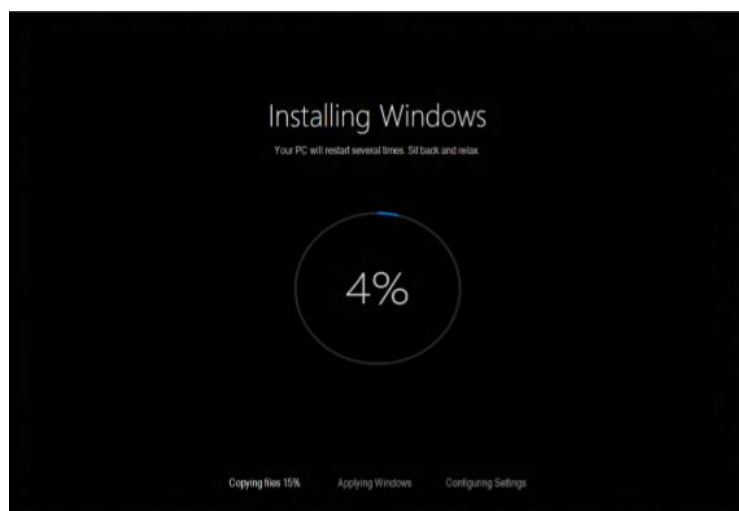 Installing Windows
Your PC will restart several times. Sit back and relax.
4%
Copying files 15% Applying Windows Configuring Settings